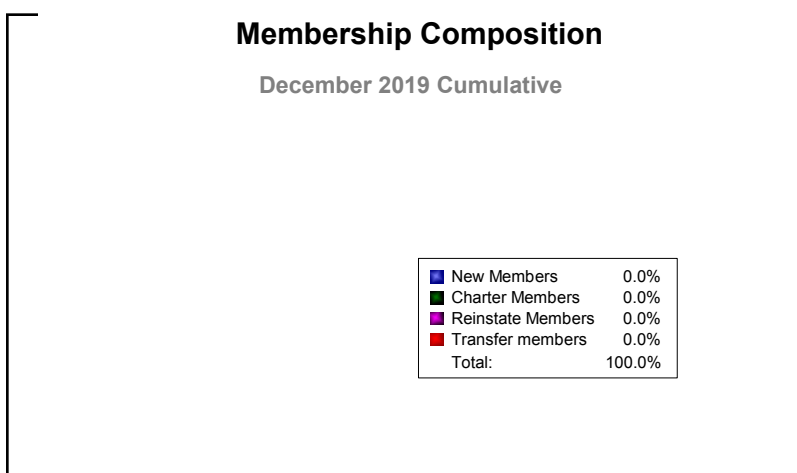 Membership Composition
December 2019 Cumulative
New Members 0.0%
Charter Members 0.0%
Reinstate Members 0.0%
Transfer members 0.0%
Total: 100.0%